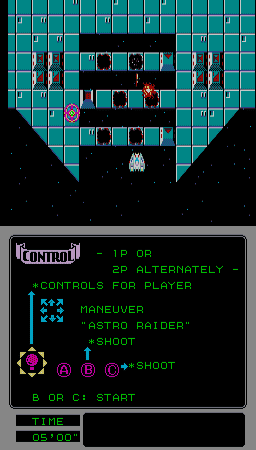 CONTROL - 1P OR
2P ALTERNATELY -
*CONTROLS FOR PLAYER
MANEUVER
"ASTRO RAIDER"
*SHOOT
A B C *SHOOT
B OR C: START
TIME
05'00"